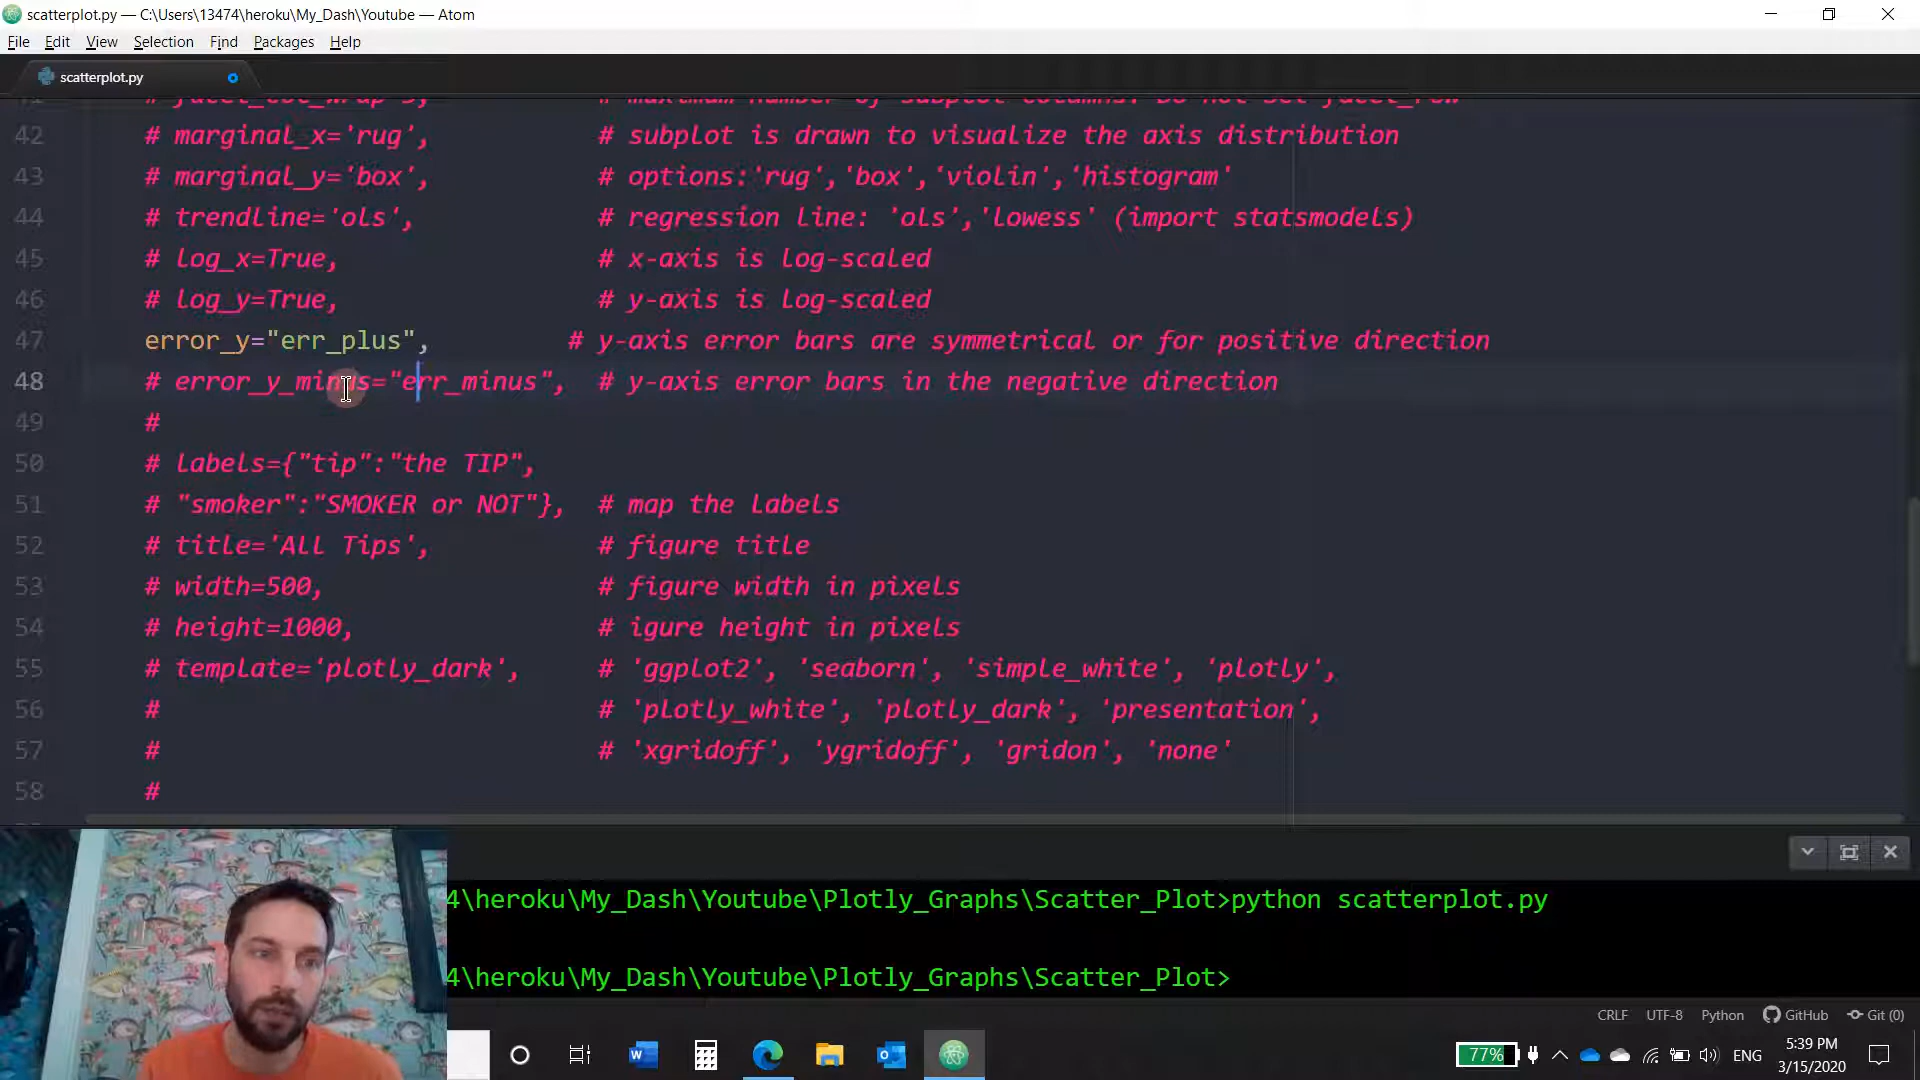 scatterplot.py — C:\Users\13474\heroku\My_Dash\Youtube — Atom
File Edit View Selection Find Packages Help
scatterplot.py
42 # marginal_x='rug', # subplot is drawn to visualize the axis distribution
43 # marginal_y='box', # options:'rug','box','violin','histogram'
44 # trendline='ols', # regression line: 'ols','lowess' (import statsmodels)
45 # log_x=True, # x-axis is log-scaled
46 # log_y=True, # y-axis is log-scaled
47 error_y="err_plus", # y-axis error bars are symmetrical or for positive direction
48 # error_y_minus="err_minus", # y-axis error bars in the negative direction
49 #
50 # labels={"tip":"the TIP",
51 # "smoker":"SMOKER or NOT"}, # map the labels
52 # title='All Tips', # figure title
53 # width=500, # figure width in pixels
54 # height=1000, # igure height in pixels
55 # template='plotly_dark', # 'ggplot2', 'seaborn', 'simple_white', 'plotly',
56 # # 'plotly_white', 'plotly_dark', 'presentation',
57 # # 'xgridoff', 'ygridoff', 'gridon', 'none'
58 #
4\heroku\My_Dash\Youtube\Plotly_Graphs\Scatter_Plot>python scatterplot.py
4\heroku\My_Dash\Youtube\Plotly_Graphs\Scatter_Plot>
CRLF UTF-8 Python GitHub Git (0)
77% ENG 5:39 PM
3/15/2020